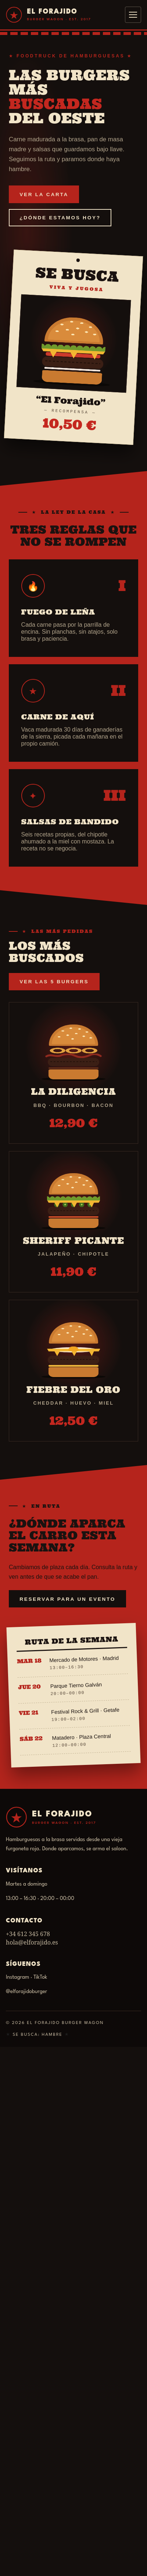 EL FORAJIDO
BURGER WAGON · EST. 2017
★ FOODTRUCK DE HAMBURGUESAS ★
LAS BURGERS
MÁS
BUSCADAS
DEL OESTE
Carne madurada a la brasa, pan de masa
madre y salsas que guardamos bajo llave.
Seguimos la ruta y paramos donde haya
hambre.
VER LA CARTA
¿DÓNDE ESTAMOS HOY?
SE BUSCA
VIVA Y JUGOSA
"El Forajido"
— RECOMPENSA —
10,50 €
LA LEY DE LA CASA
TRES REGLAS QUE
NO SE ROMPEN
I
FUEGO DE LEÑA
Cada carne pasa por la parrilla de
encina. Sin planchas, sin atajos, solo
brasa y paciencia.
II
CARNE DE AQUÍ
Vaca madurada 30 días de ganaderías
de la sierra, picada cada mañana en el
propio camión.
III
SALSAS DE BANDIDO
Seis recetas propias, del chipotle
ahumado a la miel con mostaza. La
receta no se negocia.
LAS MÁS PEDIDAS
LOS MÁS
BUSCADOS
VER LAS 5 BURGERS
LA DILIGENCIA
BBQ · BOURBON · BACON
12,90 €
SHERIFF PICANTE
JALAPEÑO · CHIPOTLE
11,90 €
FIEBRE DEL ORO
CHEDDAR · HUEVO · MIEL
12,50 €
EN RUTA
¿DÓNDE APARCA
EL CARRO ESTA
SEMANA?
Cambiamos de plaza cada día. Consulta la ruta y
ven antes de que se acabe el pan.
RESERVAR PARA UN EVENTO
RUTA DE LA SEMANA
MAR 18 Mercado de Motores · Madrid
13:00–16:30
JUE 20 Parque Tierno Galván
20:00–00:00
VIE 21 Festival Rock & Grill · Getafe
19:00–02:00
SÁB 22 Matadero · Plaza Central
12:00–00:00
EL FORAJIDO
BURGER WAGON · EST. 2017
Hamburguesas a la brasa servidas desde una vieja
furgoneta rojo. Donde aparcamos, se arma el saloon.
VISÍTANOS
Martes a domingo
13:00 – 16:30 · 20:00 – 00:00
CONTACTO
+34 612 345 678
hola@elforajido.es
SÍGUENOS
Instagram · TikTok
@elforajidoburger
© 2026 EL FORAJIDO BURGER WAGON
SE BUSCA: HAMBRE